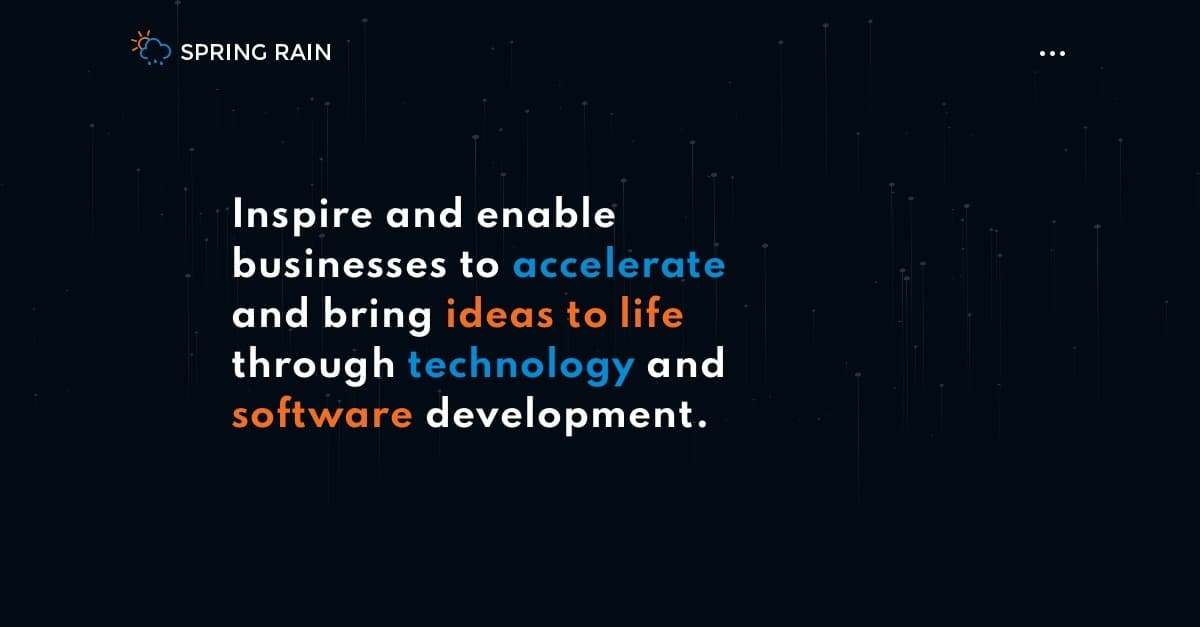 SPRING RAIN
Inspire and enable
businesses to accelerate
and bring ideas to life
through technology and
software development.